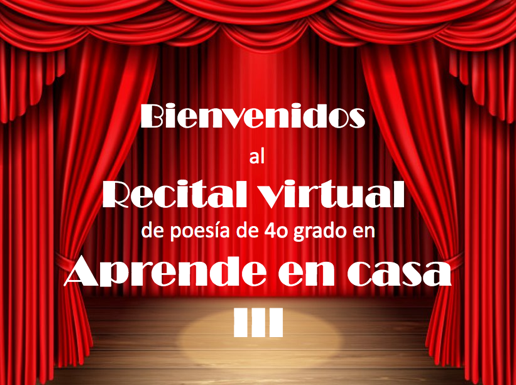 Bienvenidos
al
Recital virtual
de poesía de 4o grado en
Aprende en casa
III